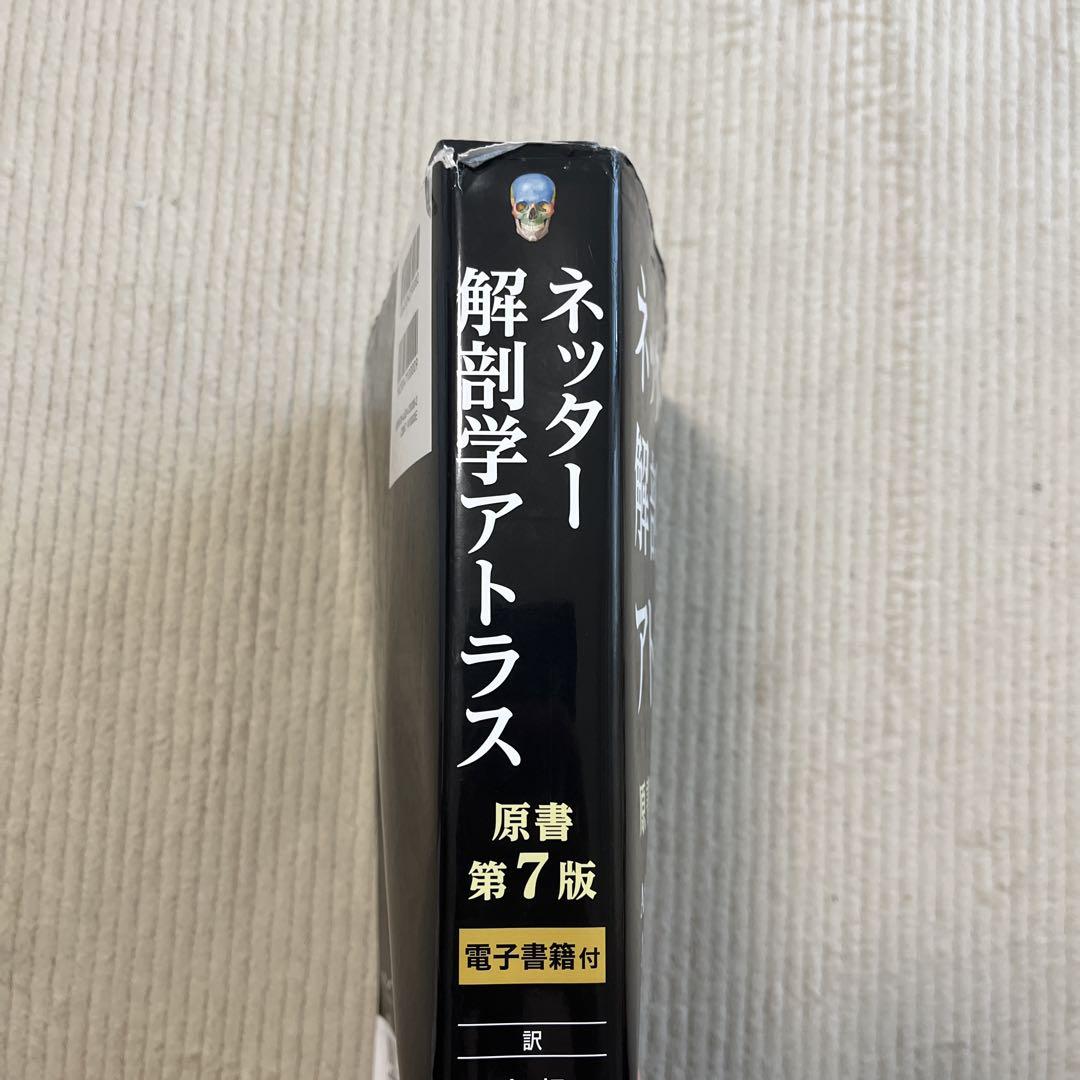 ネッター
解剖学アトラス
原書
第7版
電子書籍付
訳